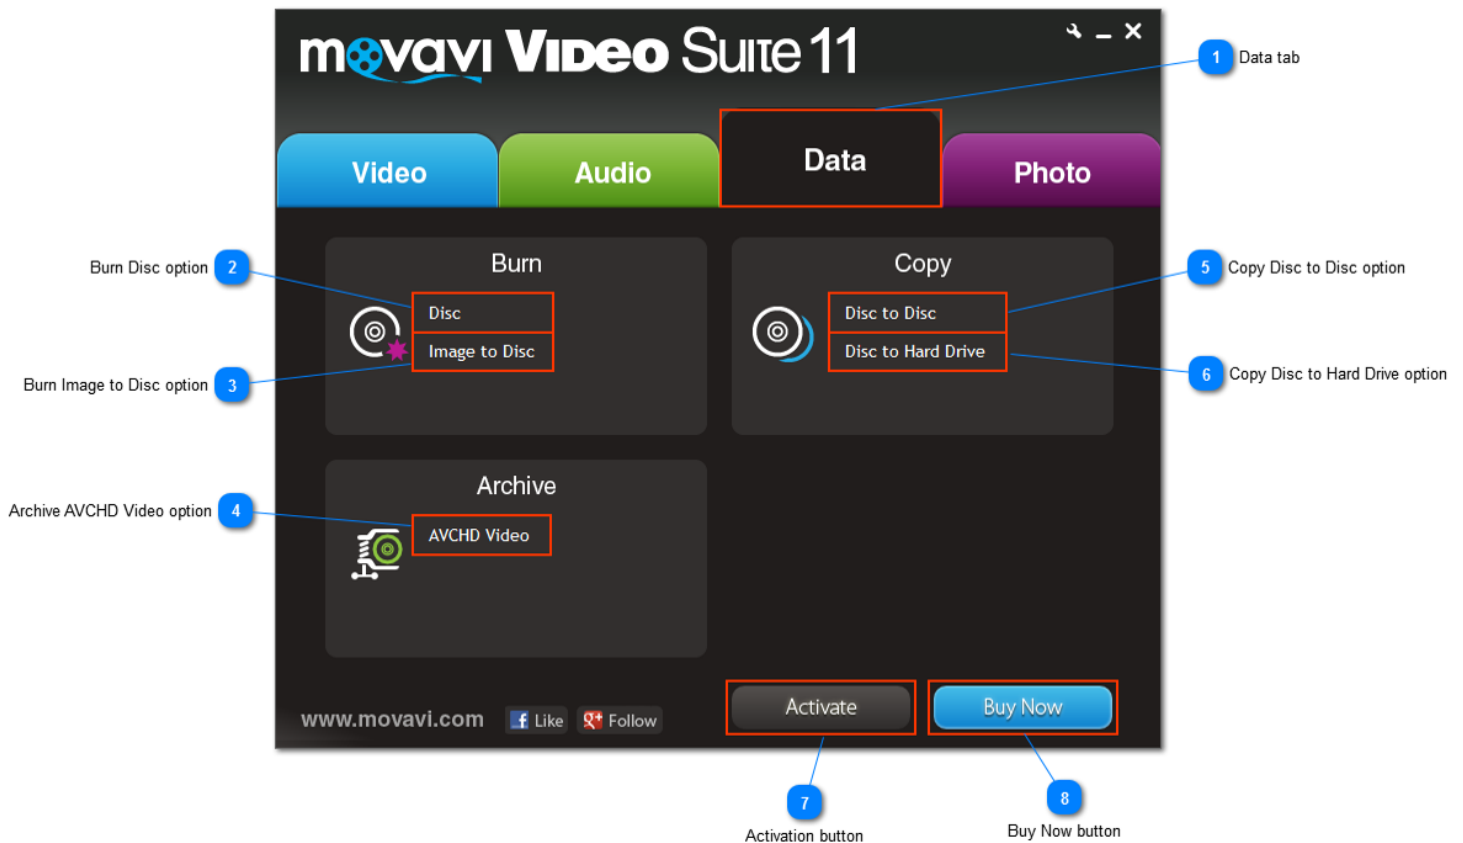 movavi VIDEO SUITE 11
1 Data tab
Video
Audio
Data
Photo
Burn
Copy
Burn Disc option 2
5 Copy Disc to Disc option
Disc
Disc to Disc
Image to Disc
Disc to Hard Drive
Burn Image to Disc option 3
6 Copy Disc to Hard Drive option
Archive
Archive AVCHD Video option 4
AVCHD Video
www.movavi.com
f Like
g+ Follow
Activate
Buy Now
7
Activation button
8
Buy Now button